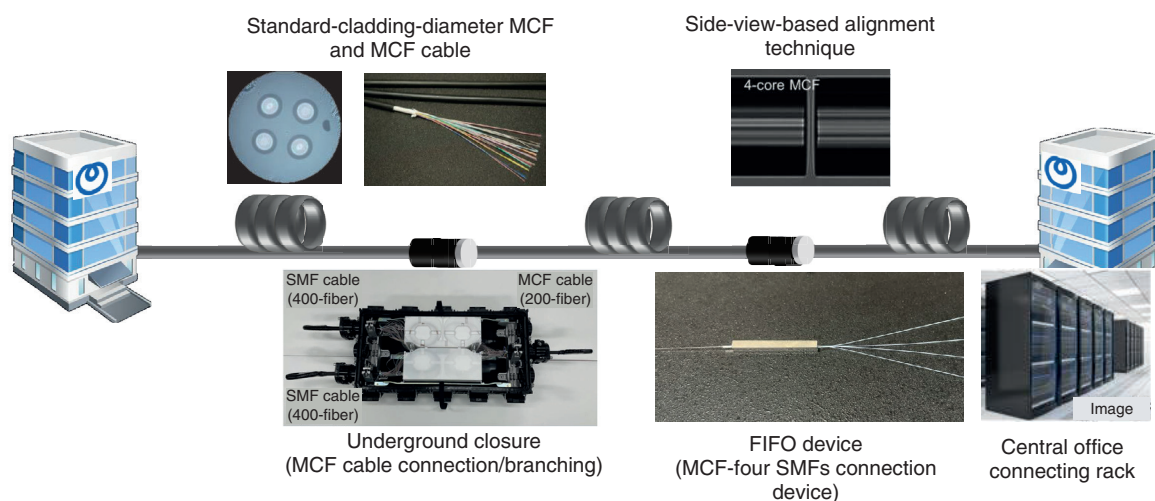 Standard-cladding-diameter MCF
and MCF cable
Side-view-based alignment
technique
4-core MCF
SMF cable
(400-fiber)
MCF cable
(200-fiber)
SMF cable
(400-fiber)
Underground closure
(MCF cable connection/branching)
FIFO device
(MCF-four SMFs connection
device)
Image
Central office
connecting rack